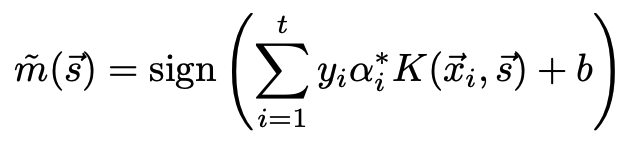 m̃(s⃗) = sign ( ∑_{i=1}^{t} y_i α_i^* K(x⃗_i, s⃗) + b )